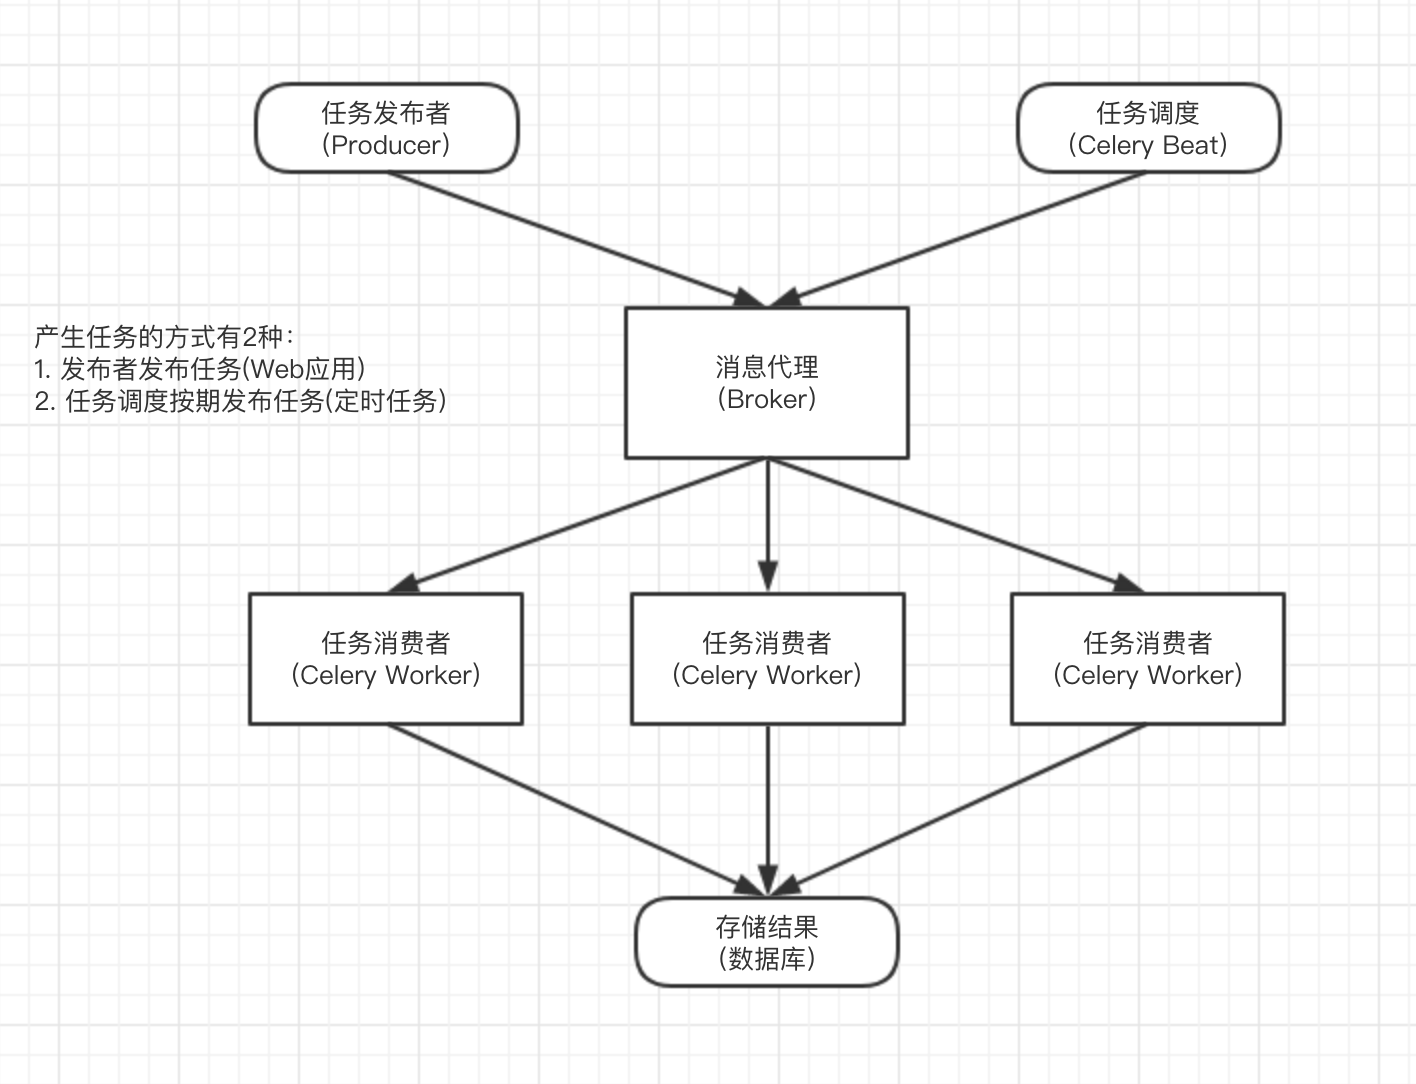 任务发布者
(Producer)
任务调度
(Celery Beat)
产生任务的方式有2种：
1. 发布者发布任务(Web应用)
2. 任务调度按期发布任务(定时任务)
消息代理
(Broker)
任务消费者
(Celery Worker)
任务消费者
(Celery Worker)
任务消费者
(Celery Worker)
存储结果
(数据库)